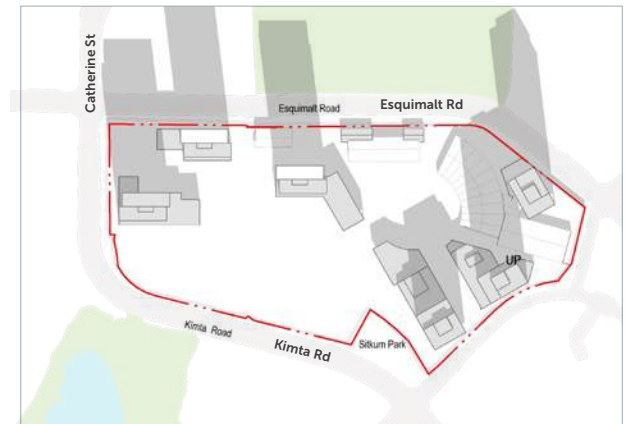 Catherine St
Esquimalt Road
Esquimalt Rd
UP
Kimta Road
Kimta Rd
Sitkum Park